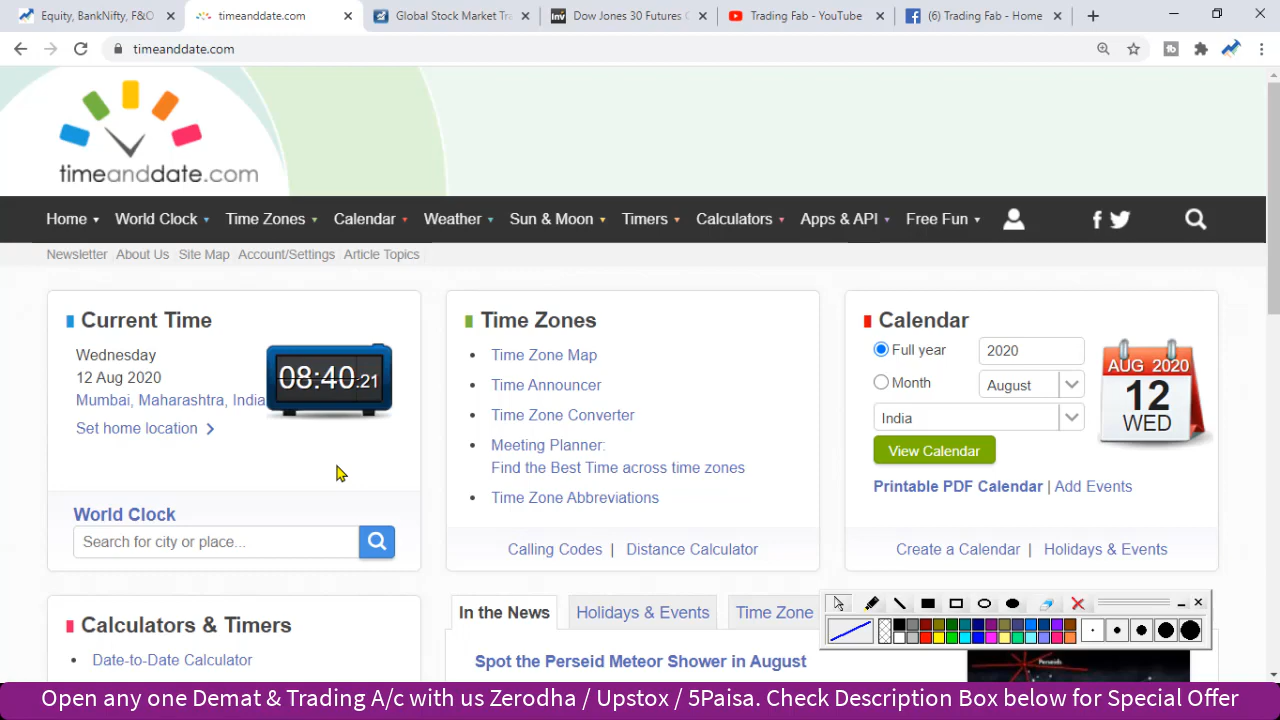 Equity, BankNifty, F&O
timeanddate.com
Global Stock Market Tra
Dow Jones 30 Futures C
Trading Fab - YouTube
(6) Trading Fab - Home
timeanddate.com
timeanddate.com
Home World Clock Time Zones Calendar Weather Sun & Moon Timers Calculators Apps & API Free Fun
Newsletter About Us Site Map Account/Settings Article Topics
Current Time
Wednesday
12 Aug 2020
Mumbai, Maharashtra, India
Set home location
08:40:21
World Clock
Search for city or place...
Time Zones
Time Zone Map
Time Announcer
Time Zone Converter
Meeting Planner:
Find the Best Time across time zones
Time Zone Abbreviations
Calling Codes | Distance Calculator
Calendar
Full year 2020
Month August
India
View Calendar
AUG 2020
12
WED
Printable PDF Calendar | Add Events
Create a Calendar | Holidays & Events
Calculators & Timers
Date-to-Date Calculator
In the News Holidays & Events Time Zone
Spot the Perseid Meteor Shower in August
Perseids
Open any one Demat & Trading A/c with us Zerodha / Upstox / 5Paisa. Check Description Box below for Special Offer